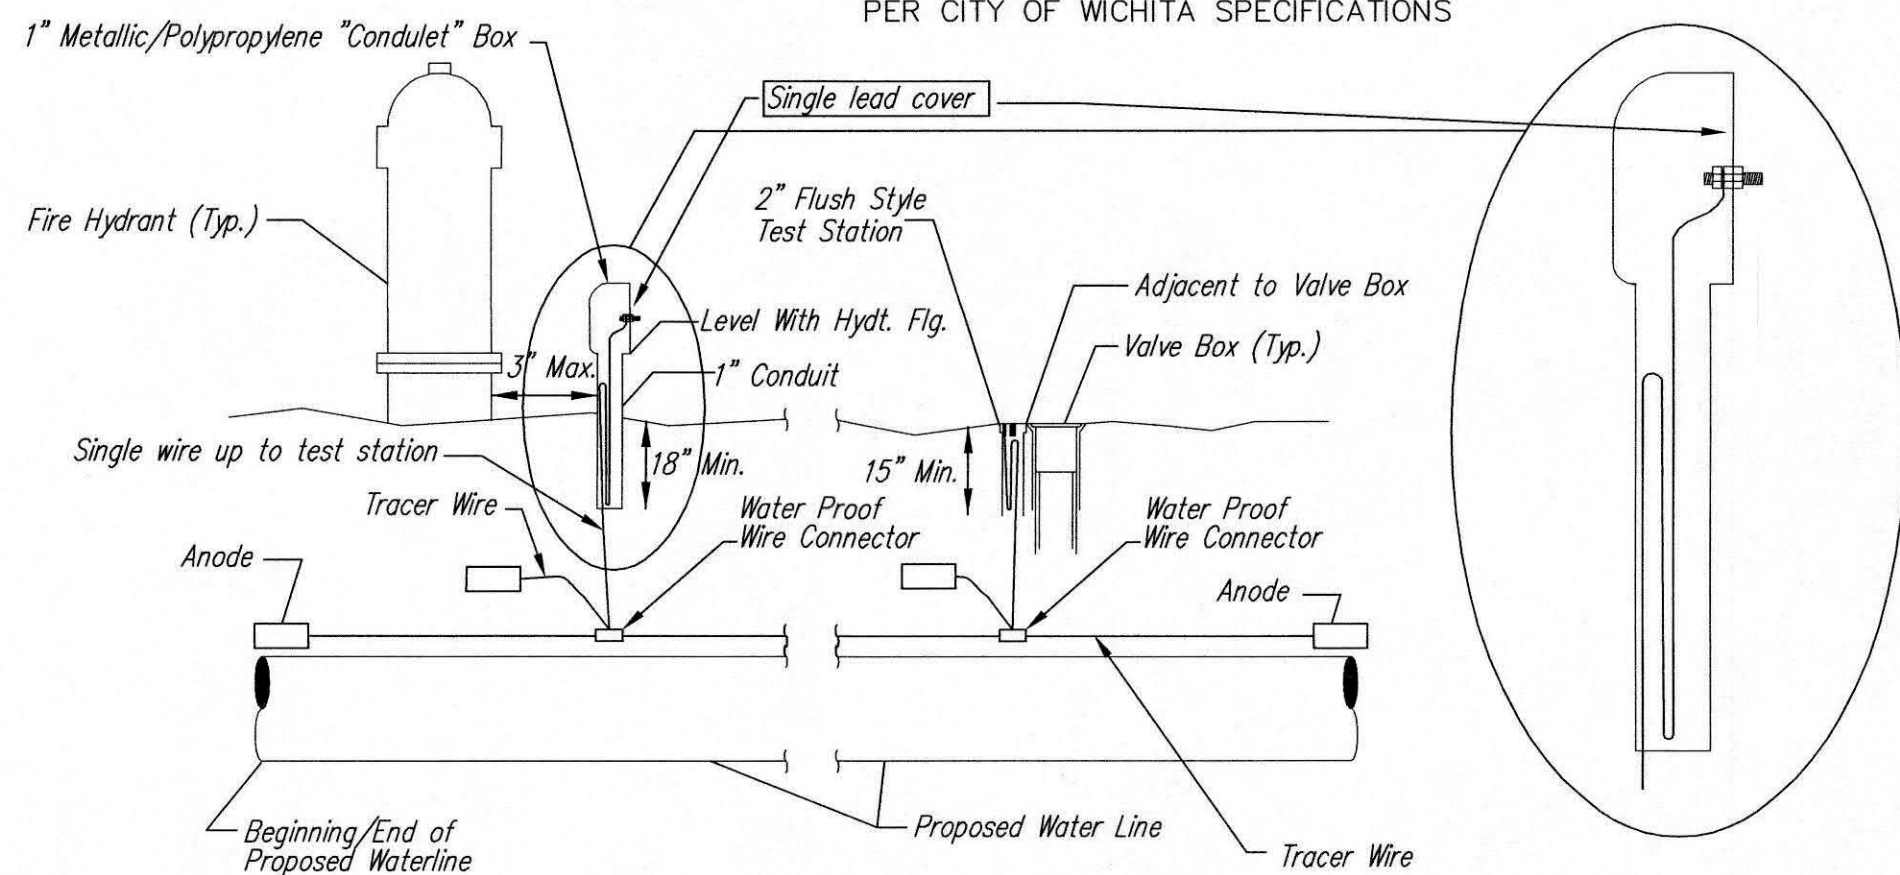 PER CITY OF WICHITA SPECIFICATIONS
1" Metallic/Polypropylene "Condulet" Box
Single lead cover
Fire Hydrant (Typ.)
2" Flush Style
Test Station
Adjacent to Valve Box
Level With Hydt. Flg.
Valve Box (Typ.)
3" Max.
1" Conduit
Single wire up to test station
18" Min.
15" Min.
Tracer Wire
Water Proof
Wire Connector
Water Proof
Wire Connector
Anode
Anode
Beginning/End of
Proposed Waterline
Proposed Water Line
Tracer Wire